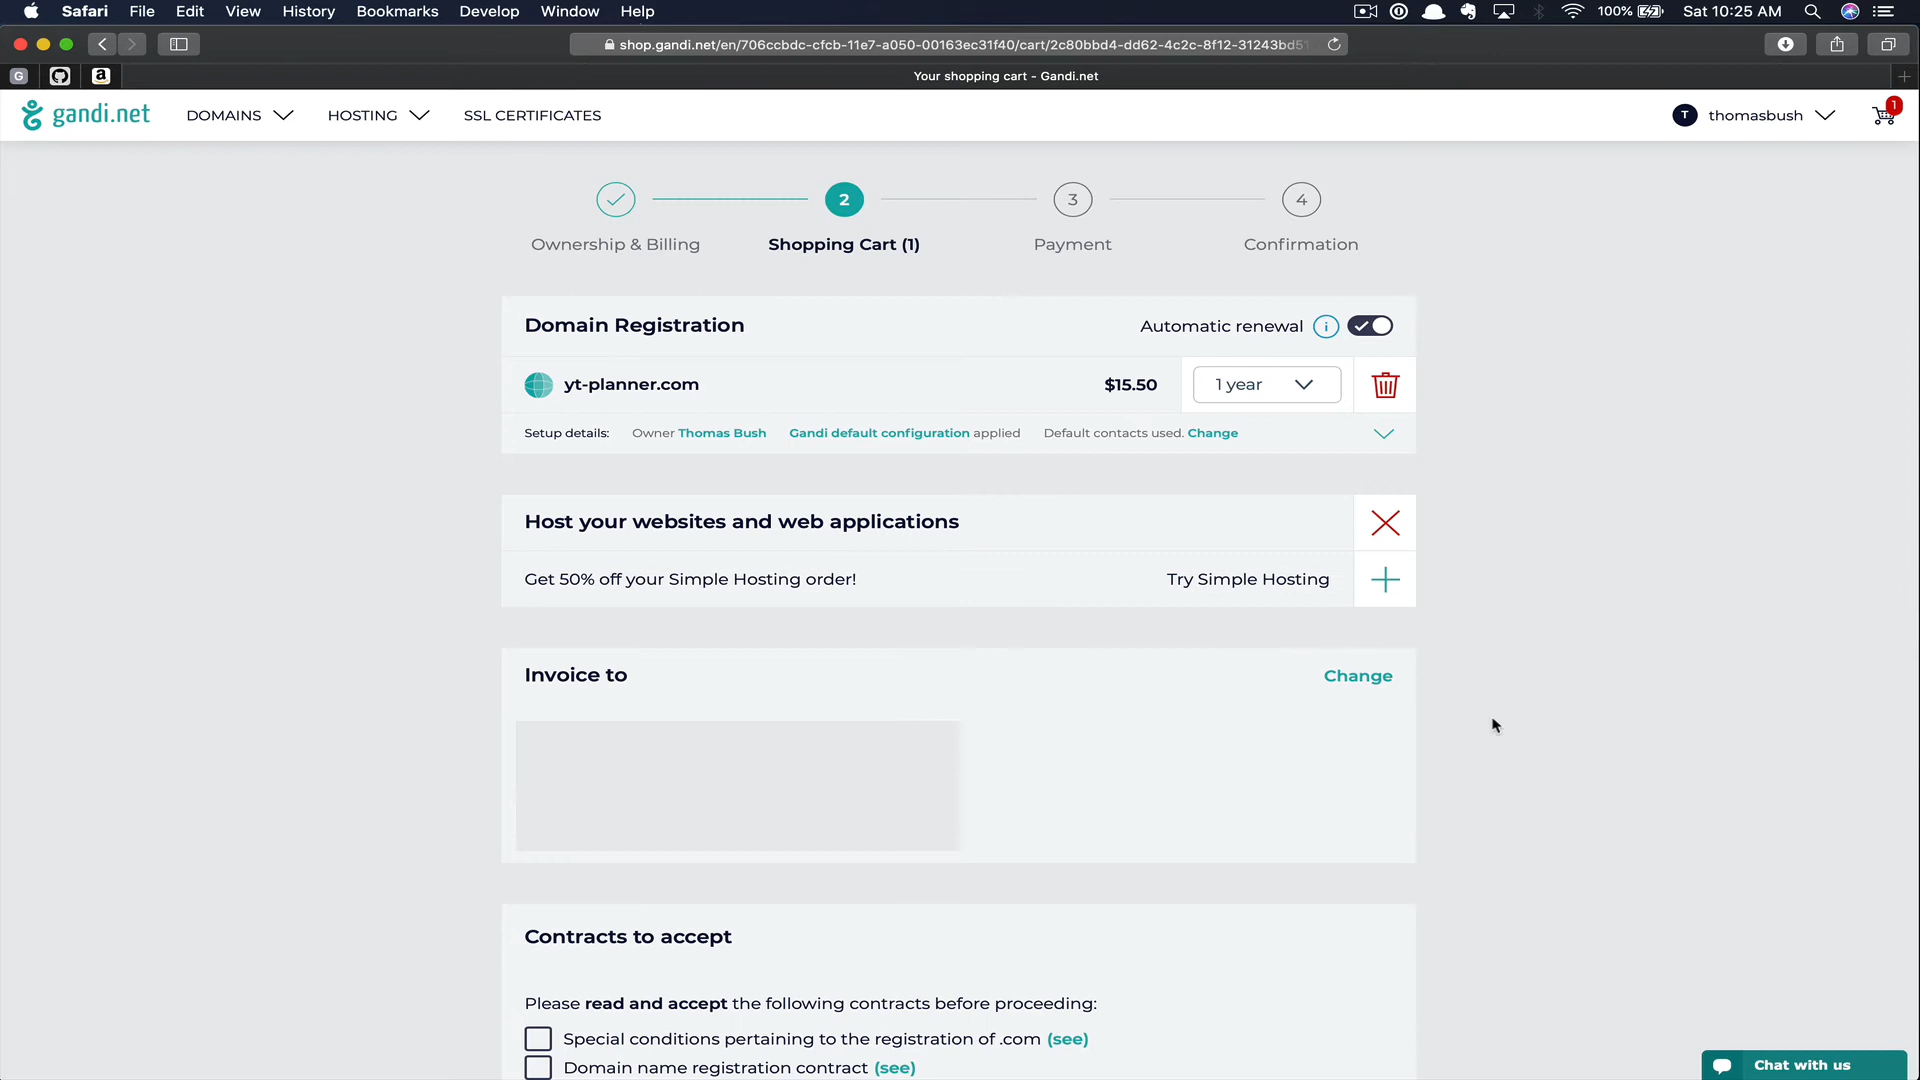 Safari File Edit View History Bookmarks Develop Window Help 100% Sat 10:25 AM
shop.gandi.net/en/706ccbdc-cfcb-11e7-a050-00163ec31f40/cart/2c80bbd4-dd62-4c2c-8f12-31243bd51
G a Your shopping cart - Gandi.net
gandi.net DOMAINS HOSTING SSL CERTIFICATES T thomasbush 1
2 3 4
Ownership & Billing Shopping Cart (1) Payment Confirmation
Domain Registration Automatic renewal i
yt-planner.com $15.50 1 year
Setup details: Owner Thomas Bush Gandi default configuration applied Default contacts used. Change
Host your websites and web applications
Get 50% off your Simple Hosting order! Try Simple Hosting
Invoice to Change
Contracts to accept
Please read and accept the following contracts before proceeding:
Special conditions pertaining to the registration of .com (see)
Domain name registration contract (see)
Chat with us